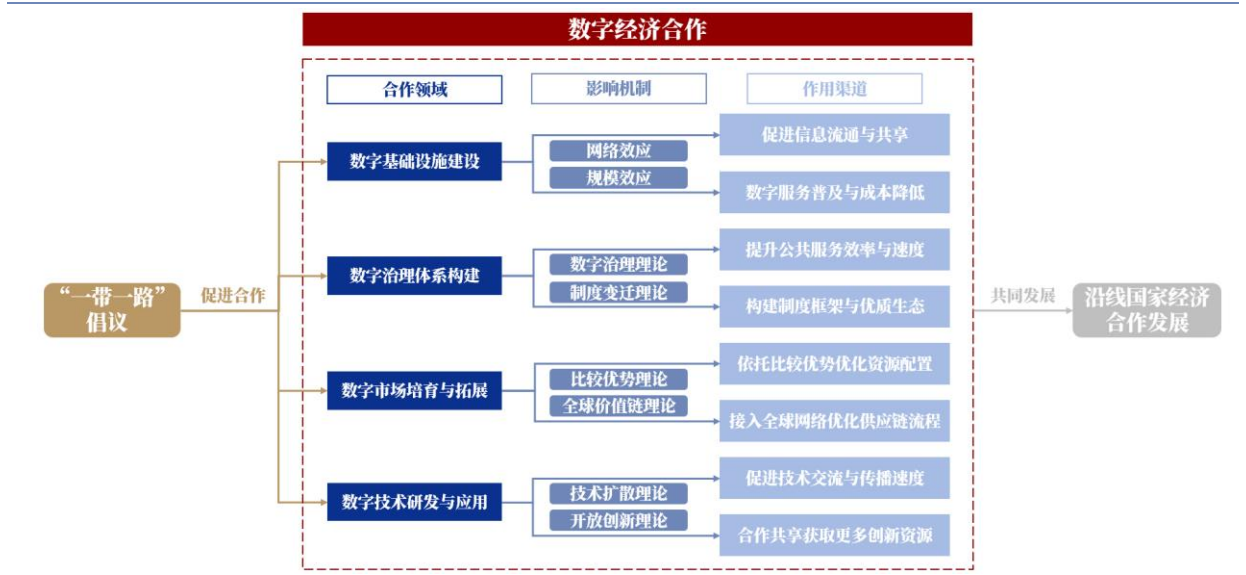 数字经济合作
合作领域
影响机制
作用渠道
数字基础设施建设
网络效应
规模效应
促进信息流通与共享
数字服务普及与成本降低
数字治理体系构建
数字治理理论
制度变迁理论
提升公共服务效率与速度
构建制度框架与优质生态
“一带一路”
倡议
促进合作
数字市场培育与拓展
比较优势理论
全球价值链理论
依托比较优势优化资源配置
接入全球网络优化供应链流程
数字技术研发与应用
技术扩散理论
开放创新理论
促进技术交流与传播速度
合作共享获取更多创新资源
共同发展
沿线国家经济
合作发展